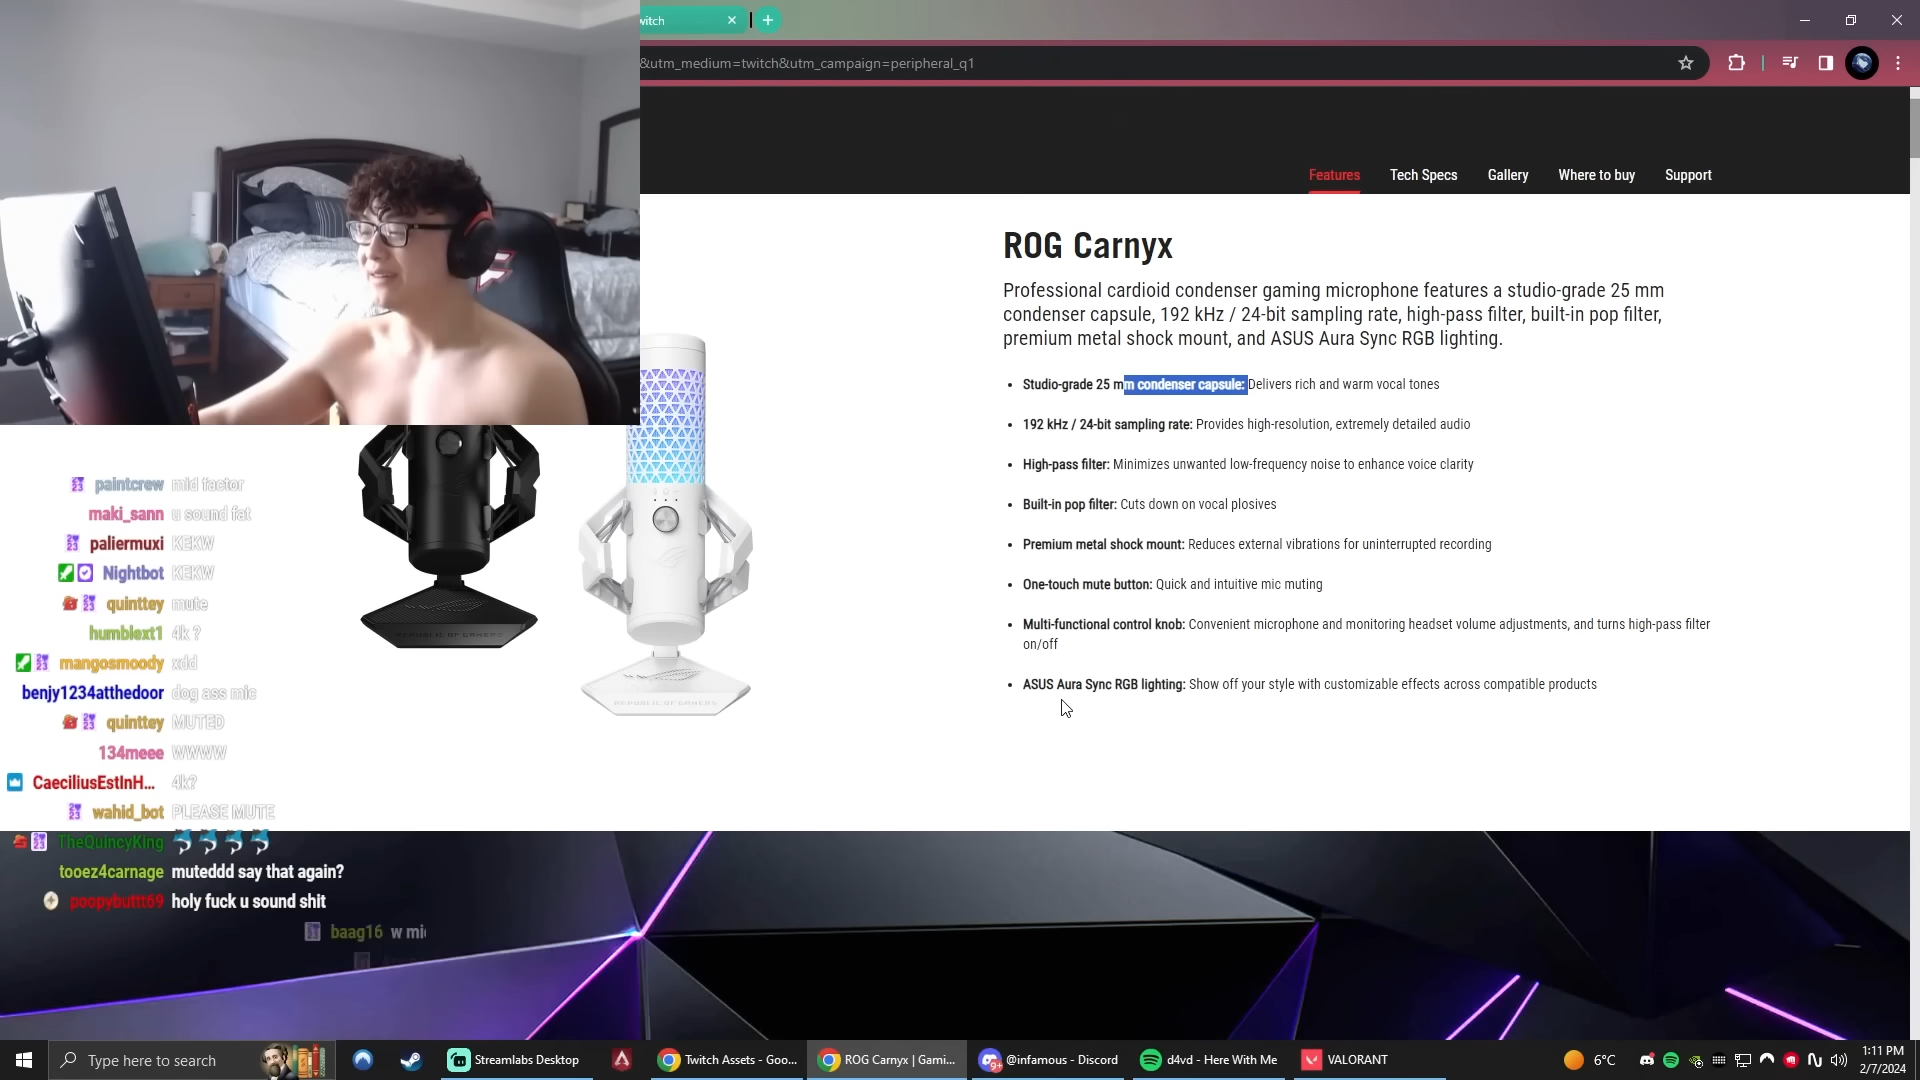 witch
&utm_medium=twitch&utm_campaign=peripheral_q1
Features
Tech Specs
Gallery
Where to buy
Support
ROG Carnyx
Professional cardioid condenser gaming microphone features a studio-grade 25 mm
condenser capsule, 192 kHz / 24-bit sampling rate, high-pass filter, built-in pop filter,
premium metal shock mount, and ASUS Aura Sync RGB lighting.
• Studio-grade 25 mm condenser capsule: Delivers rich and warm vocal tones
• 192 kHz / 24-bit sampling rate: Provides high-resolution, extremely detailed audio
• High-pass filter: Minimizes unwanted low-frequency noise to enhance voice clarity
• Built-in pop filter: Cuts down on vocal plosives
• Premium metal shock mount: Reduces external vibrations for uninterrupted recording
• One-touch mute button: Quick and intuitive mic muting
• Multi-functional control knob: Convenient microphone and monitoring headset volume adjustments, and turns high-pass filter
on/off
• ASUS Aura Sync RGB lighting: Show off your style with customizable effects across compatible products
REPUBLIC OF GAMERS
REPUBLIC OF GAMERS
paintcrew mid factor
maki_sann u sound fat
paliermuxi KEKW
Nightbot KEKW
quinttey mute
humblext1 4k ?
mangosmoody xdd
benjy1234atthedoor dog ass mic
quinttey MUTED
134meee WWWW
CaeciliusEstInH... 4k?
wahid_bot PLEASE MUTE
TheQuincyKing
tooez4carnage muteddd say that again?
poopybuttt69 holy fuck u sound shit
baag16 w mic
Type here to search
Streamlabs Desktop
Twitch Assets - Goo...
ROG Carnyx | Gami...
9+
@infamous - Discord
d4vd - Here With Me
VALORANT
6°C
1:11 PM
2/7/2024